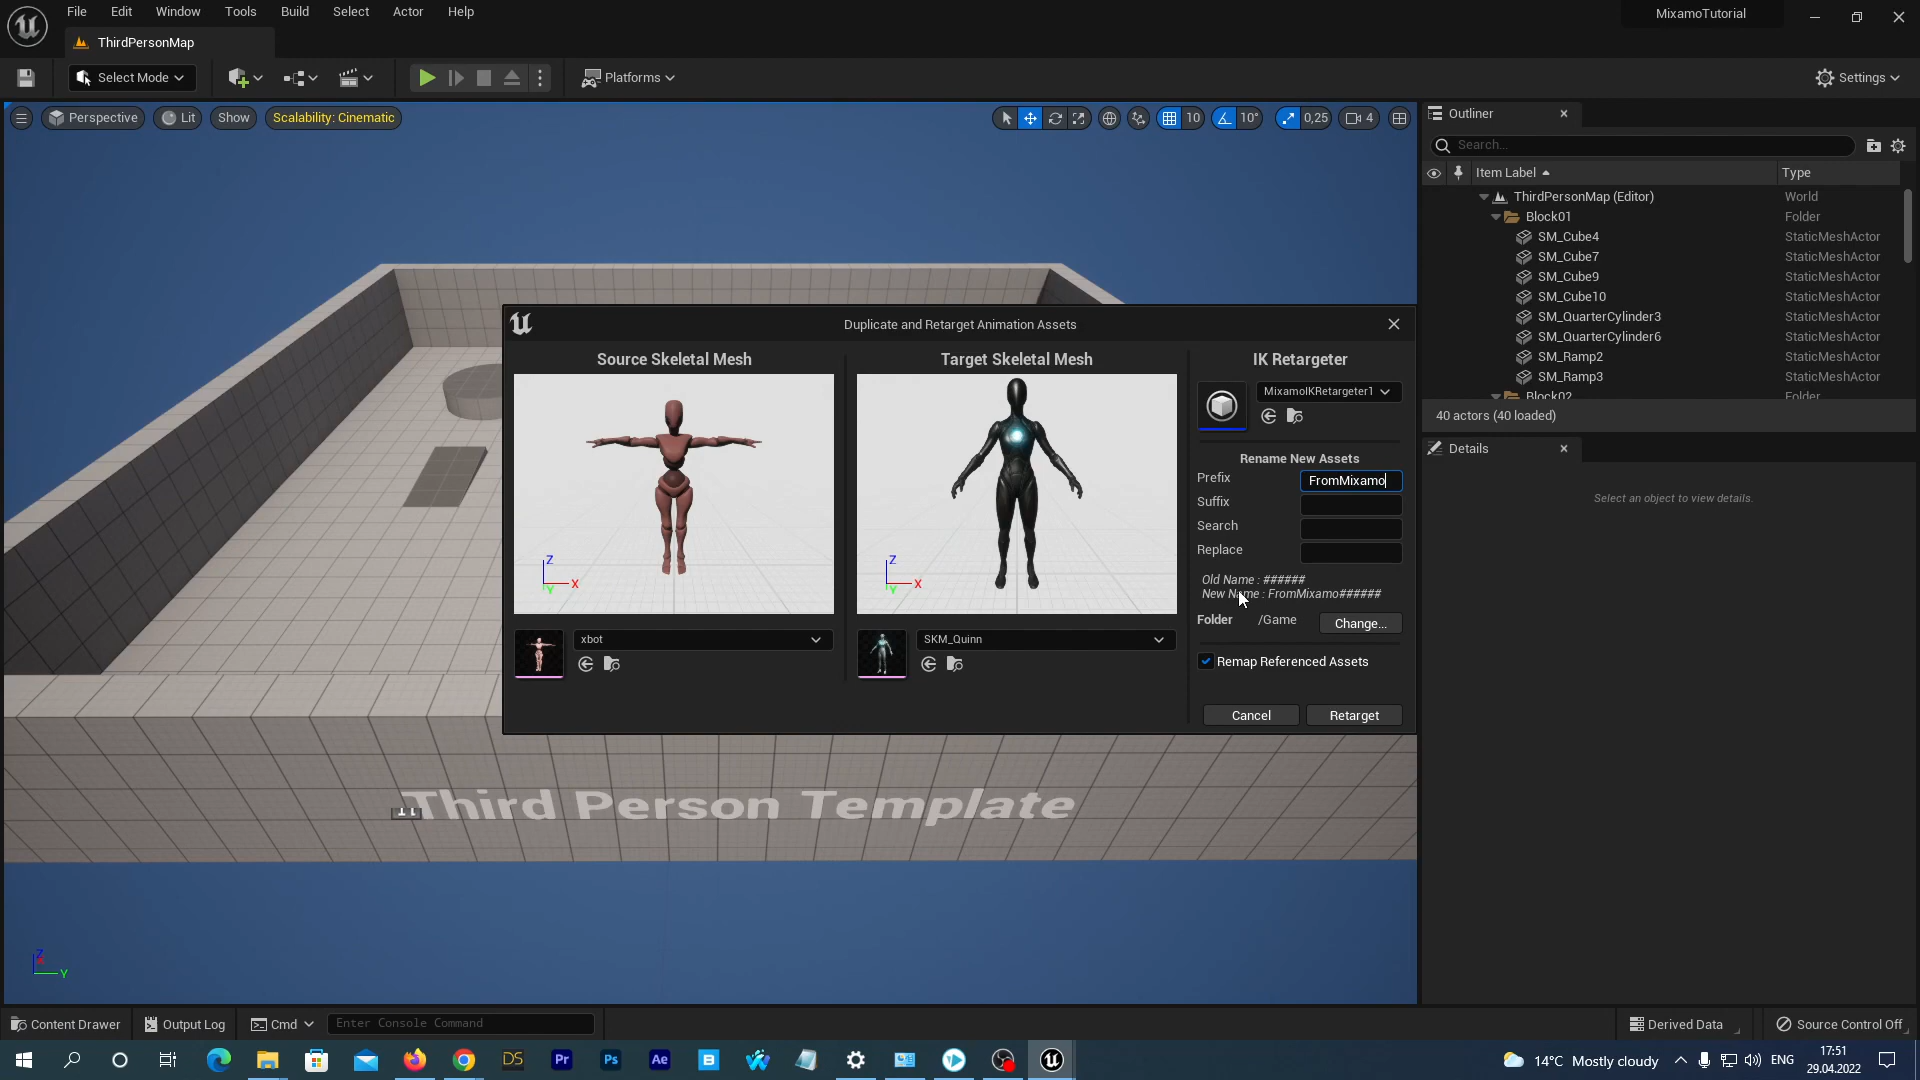 File Edit Window Tools Build Select Actor Help
MixamoTutorial
ThirdPersonMap
Select Mode
Platforms
Settings
Perspective Lit Show Scalability: Cinematic
10 10° 0,25 4
Outliner
Search...
Item Label Type
ThirdPersonMap (Editor) World
Block01 Folder
SM_Cube4 StaticMeshActor
SM_Cube7 StaticMeshActor
SM_Cube9 StaticMeshActor
SM_Cube10 StaticMeshActor
SM_QuarterCylinder3 StaticMeshActor
SM_QuarterCylinder6 StaticMeshActor
SM_Ramp2 StaticMeshActor
SM_Ramp3 StaticMeshActor
Block02 Folder
40 actors (40 loaded)
Details
Select an object to view details.
Duplicate and Retarget Animation Assets
Source Skeletal Mesh
Z
X
Y
xbot
Target Skeletal Mesh
Z
X
Y
SKM_Quinn
IK Retargeter
MixamoIKRetargeter1
Rename New Assets
Prefix FromMixamo
Suffix
Search
Replace
Old Name : ######
New Name : FromMixamo######
Folder /Game Change...
Remap Referenced Assets
Cancel Retarget
Third Person Template
Z
Y
Content Drawer Output Log Cmd Enter Console Command
Derived Data Source Control Off
DS Pr Ps Ae B
14°C Mostly cloudy ENG
17:51
29.04.2022